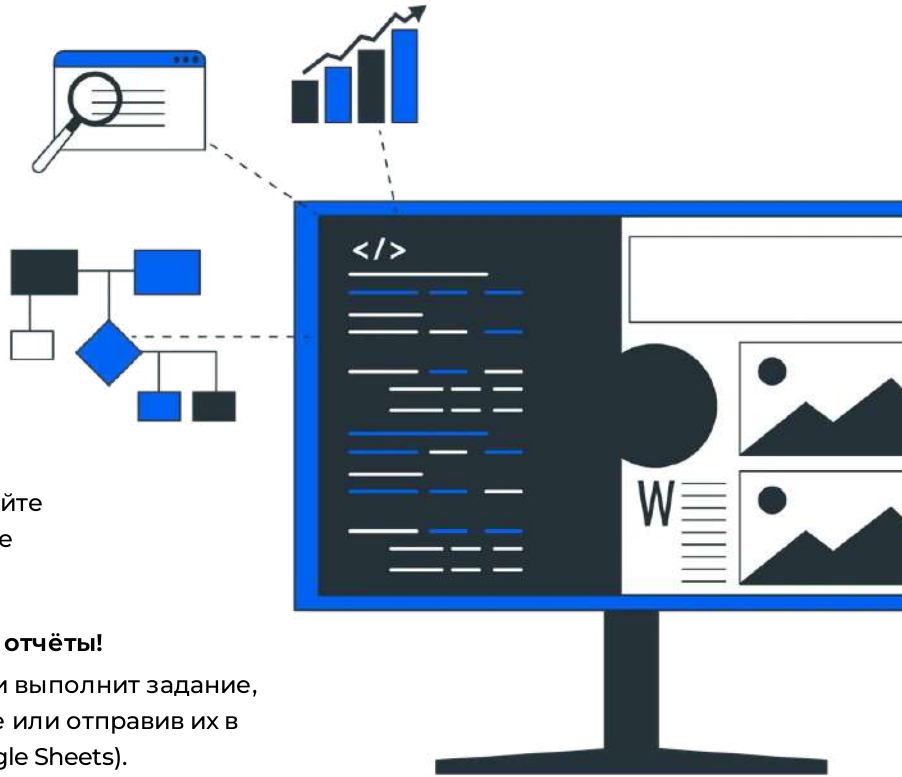 </>
W
йте
е
отчёты!
и выполнит задание,
е или отправив их в
gle Sheets).